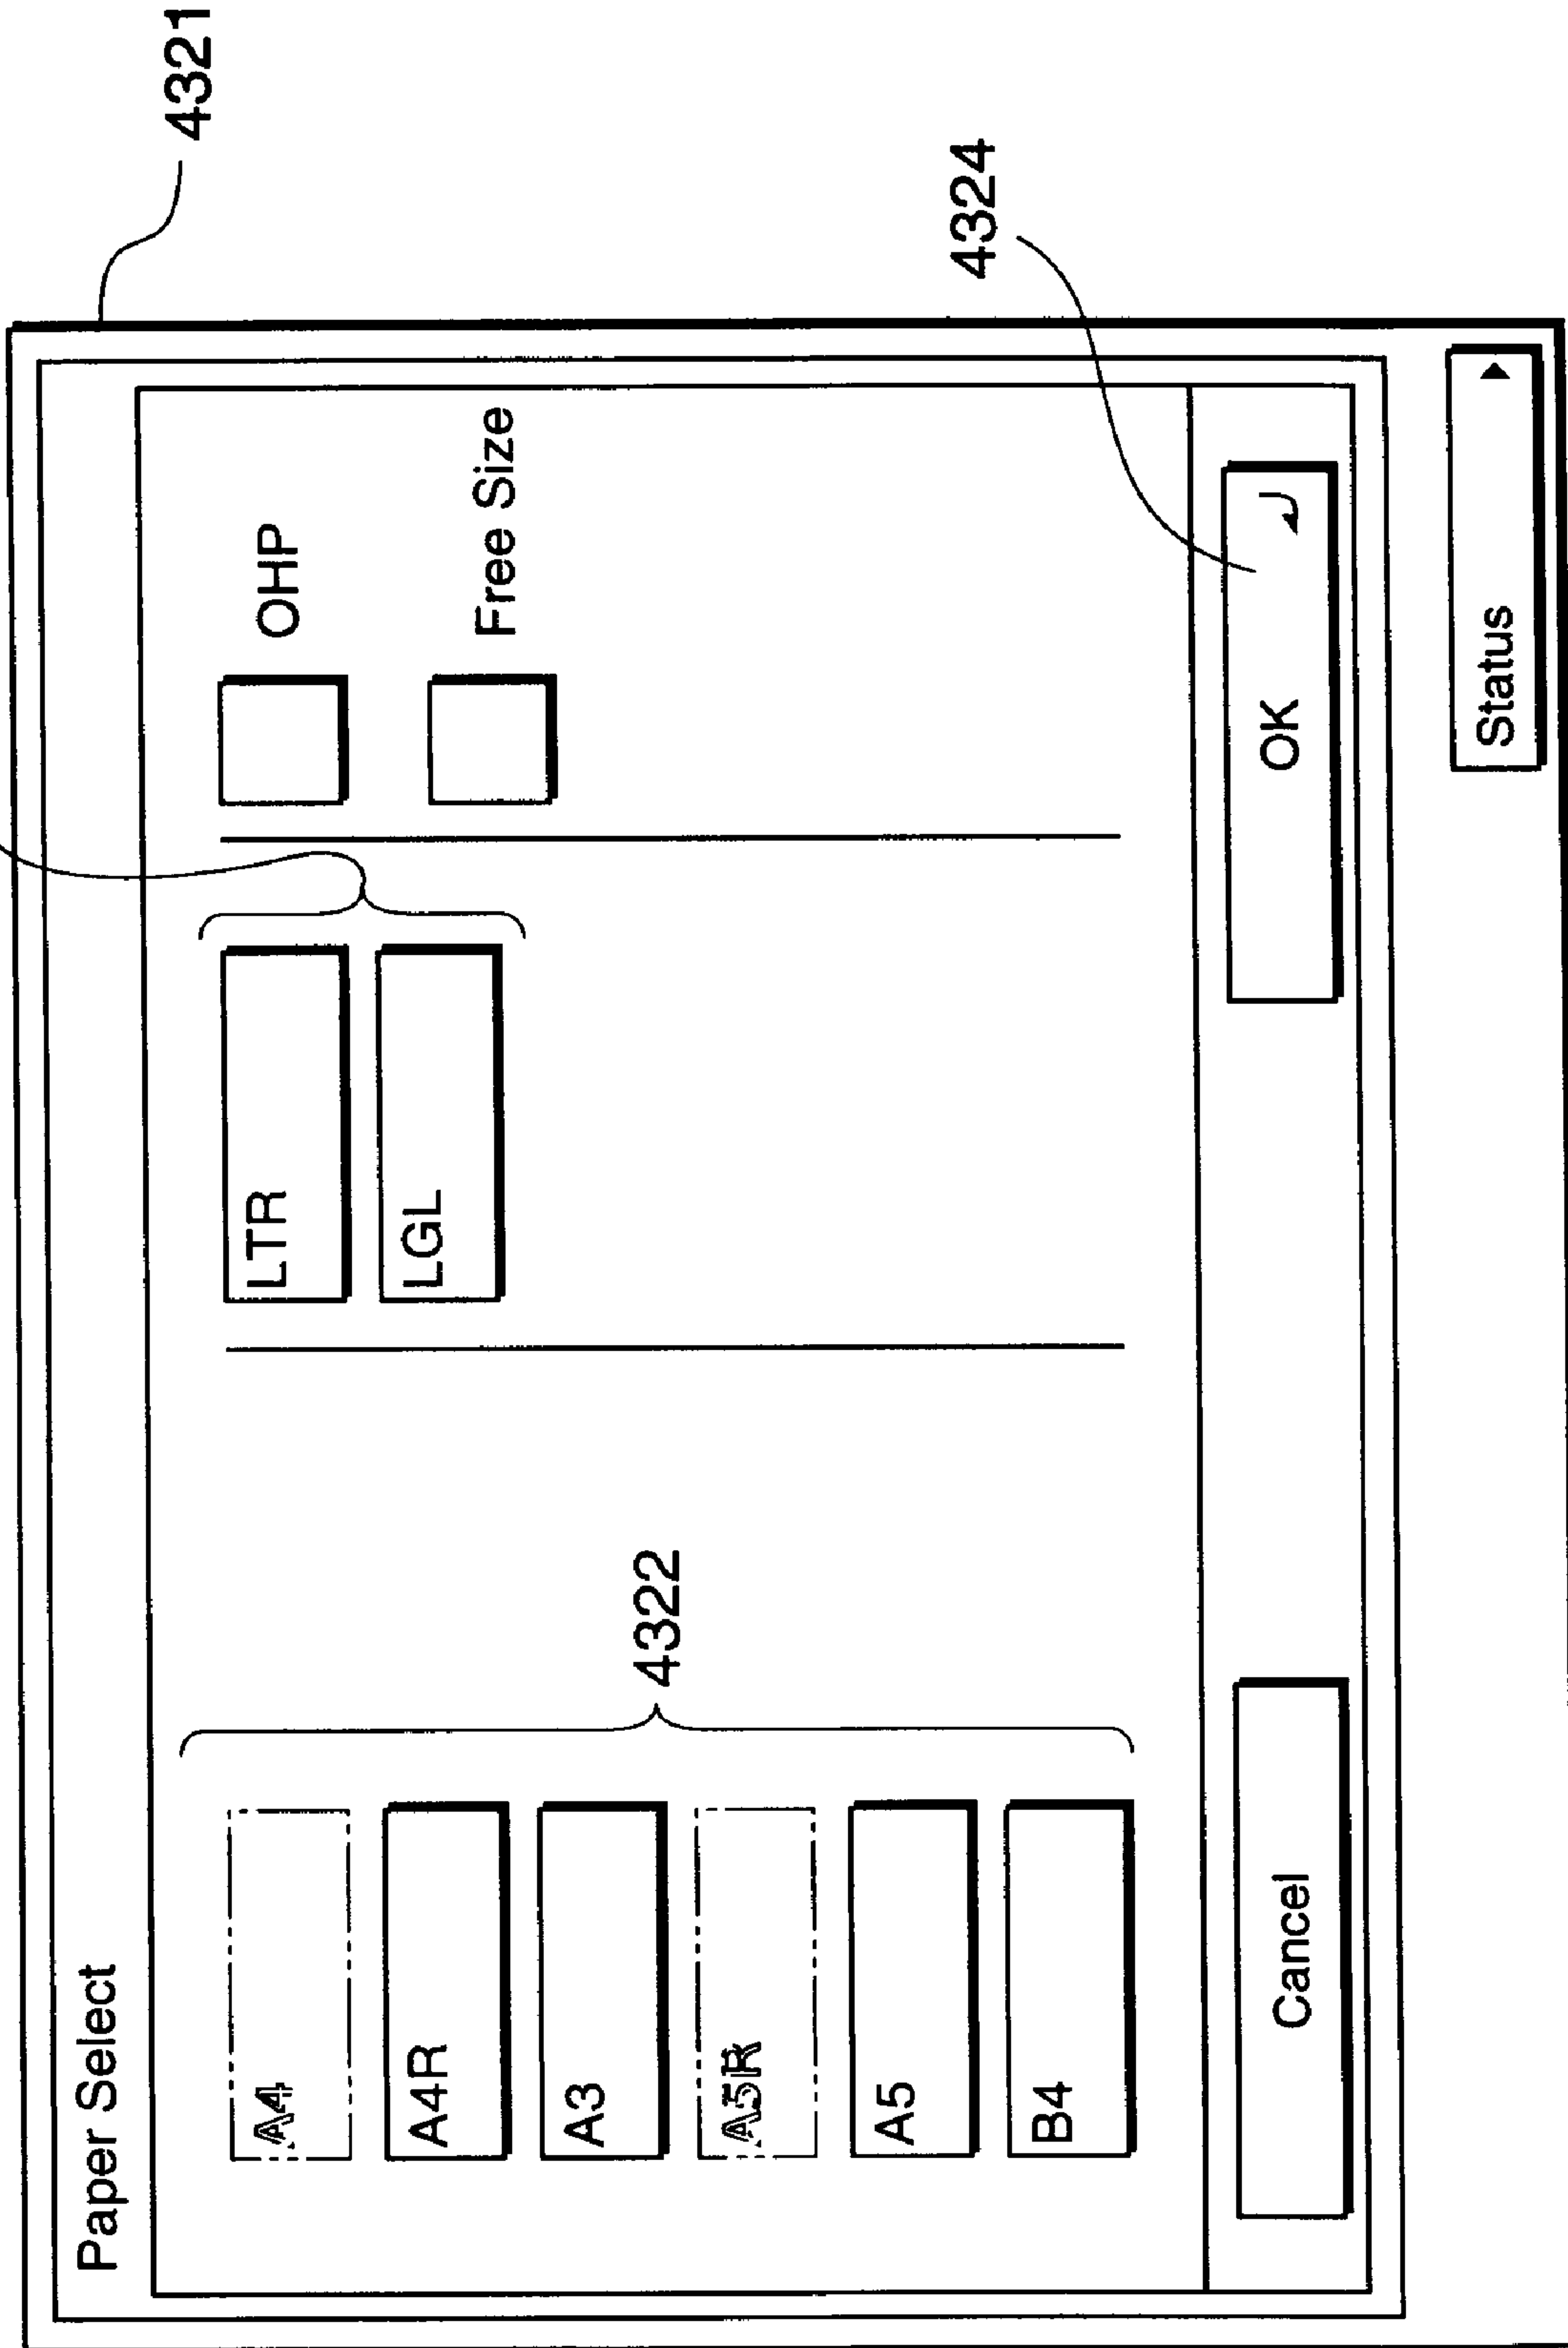 4321
Paper Select
A4
A4R
A3
A5R
A5
B4
4322
LTR
LGL
OHP
Free Size
4324
Cancel
OK
Status